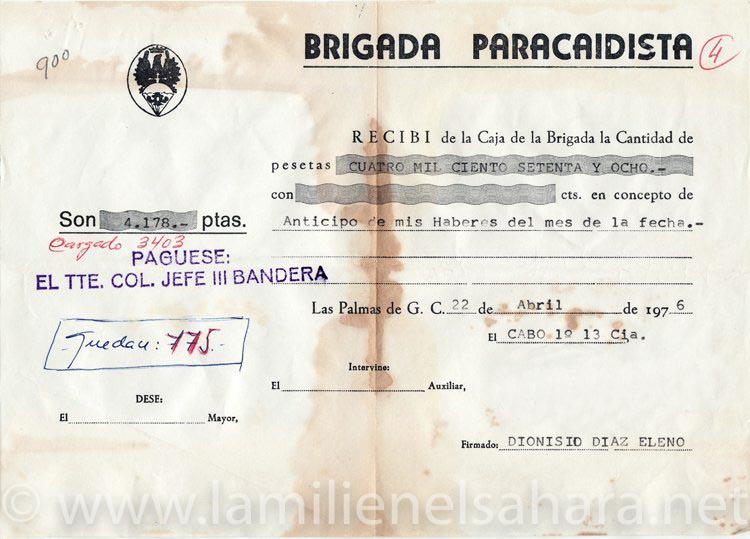 900
BRIGADA PARACAIDISTA
4
RECIBI de la Caja de la Brigada la Cantidad de
pesetas CUATRO MIL CIENTO SETENTA Y OCHO.-
con cts. en concepto de
Son 4.178.- ptas.
Anticipo de mis Haberes del mes de la fecha.-
Cargado 3403
PAGUESE:
EL TTE. COL. JEFE III BANDERA
Las Palmas de G. C. 22 de Abril de 1976
El CABO 1º 13 Cia.
-Quedan: 775.-
Intervine:
El Auxiliar,
DESE:
El Mayor,
Firmado: DIONISIO DIAZ ELENO
© www.lamilienelsahara.net